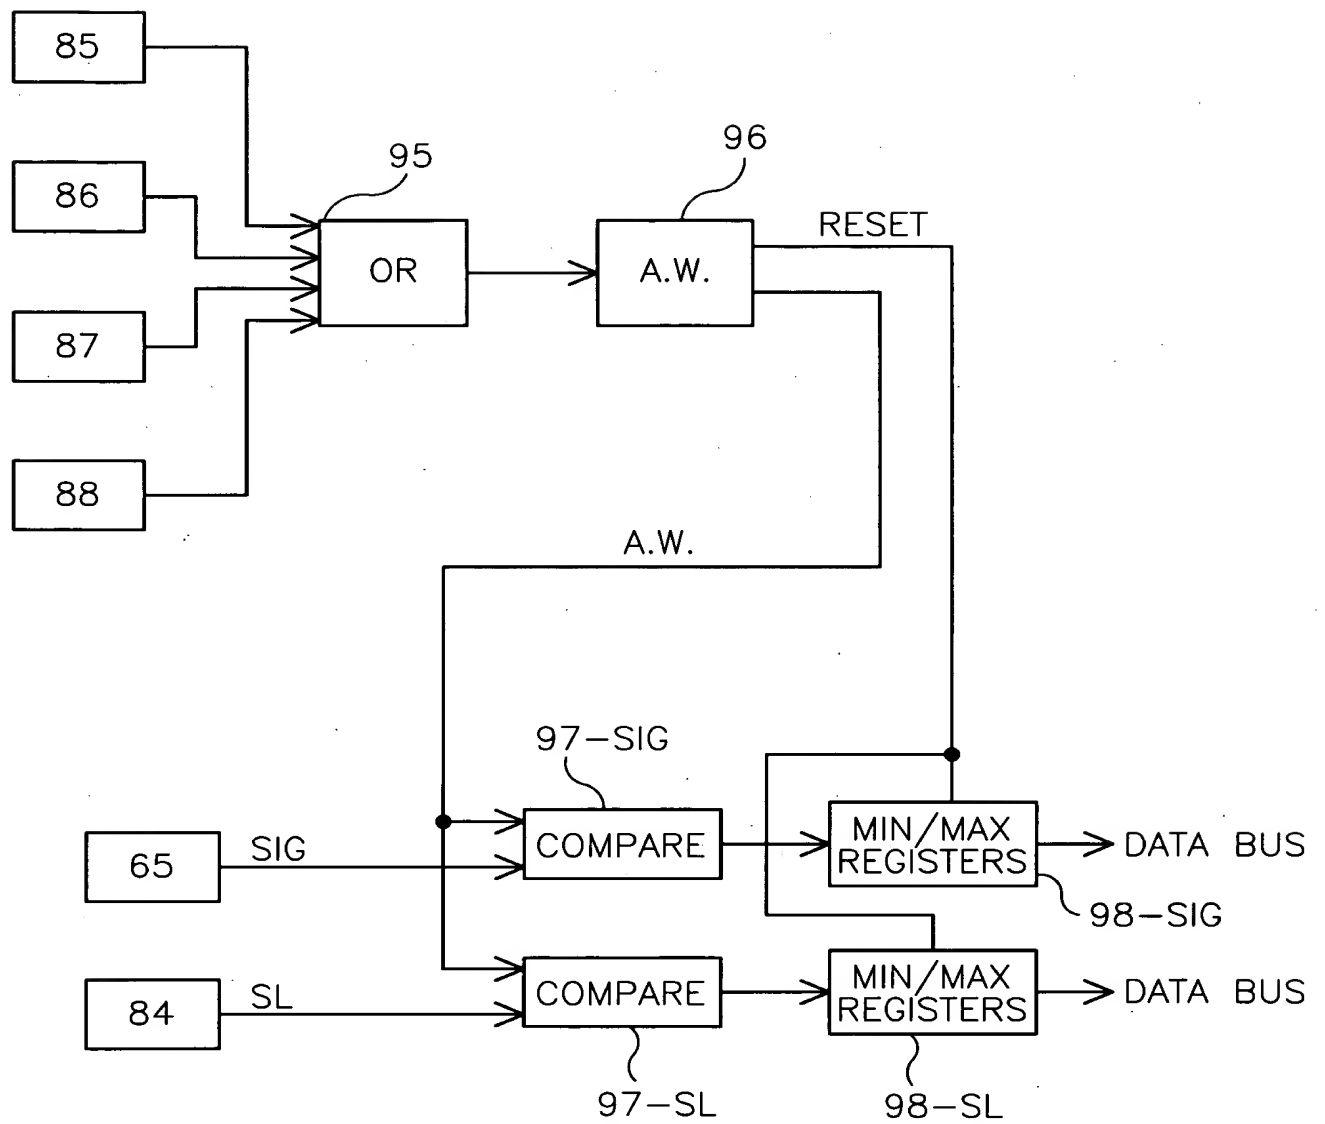 85
86
87
88
95
OR
96
A.W.
RESET
A.W.
97-SIG
65
SIG
COMPARE
MIN/MAX
REGISTERS
DATA BUS
98-SIG
84
SL
COMPARE
MIN/MAX
REGISTERS
DATA BUS
97-SL
98-SL